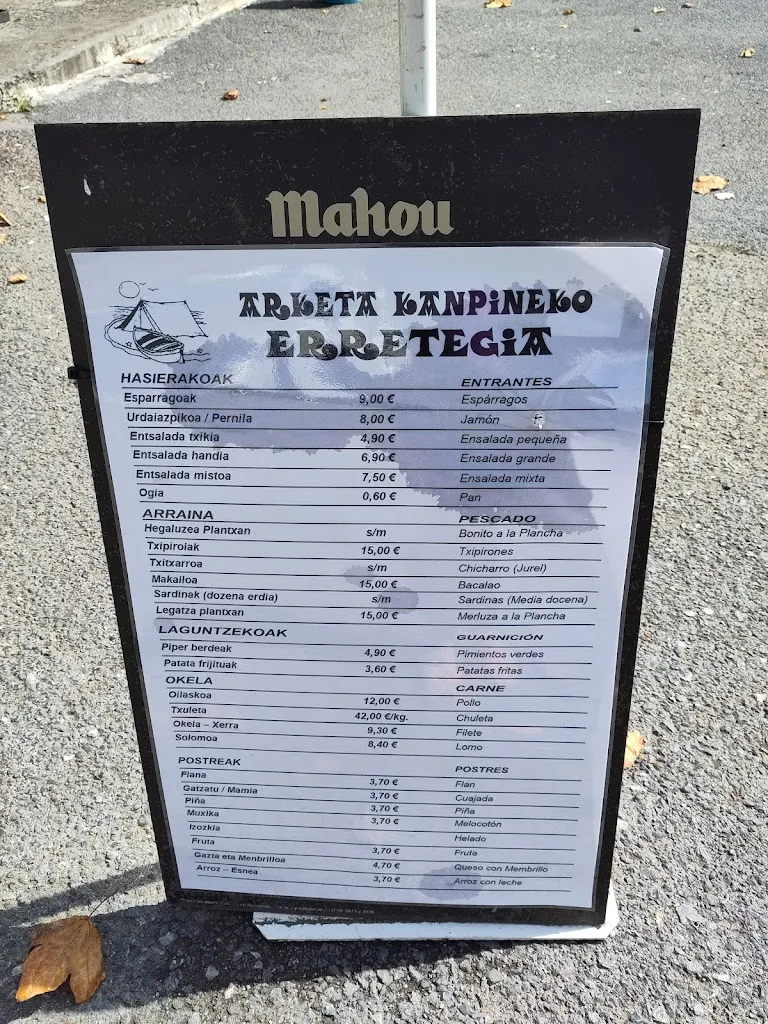 Mahou
ARKETA KANPiNEKO
ERRETEGiA
HASIERAKOAK ENTRANTES
Esparragoak 9,00 € Espárragos
Urdaiazpikoa / Pernila 8,00 € Jamón
Entsalada txikia 4,90 € Ensalada pequeña
Entsalada handia 6,90 € Ensalada grande
Entsalada mistoa 7,50 € Ensalada mixta
Ogia 0,60 € Pan
ARRAINA PESCADO
Hegaluzea Plantxan s/m Bonito a la Plancha
Txipiroiak 15,00 € Txipirones
Txitxarroa s/m Chicharro (Jurel)
Makailoa 15,00 € Bacalao
Sardinak (dozena erdia) s/m Sardinas (Media docena)
Legatza plantxan 15,00 € Merluza a la Plancha
LAGUNTZEKOAK GUARNICIÓN
Piper berdeak 4,90 € Pimientos verdes
Patata frijituak 3,60 € Patatas fritas
OKELA CARNE
Oilaskoa 12,00 € Pollo
Txuleta 42,00 €/kg. Chuleta
Okela – Xerra 9,30 € Filete
Solomoa 8,40 € Lomo
POSTREAK POSTRES
Flana 3,70 € Flan
Gatzatu / Mamia 3,70 € Cuajada
Piña 3,70 € Piña
Muxika 3,70 € Melocotón
Izozkia Helado
Fruta 3,70 € Fruta
Gazta eta Menbrilloa 4,70 € Queso con Membrillo
Arroz – Esnea 3,70 € Arroz con leche